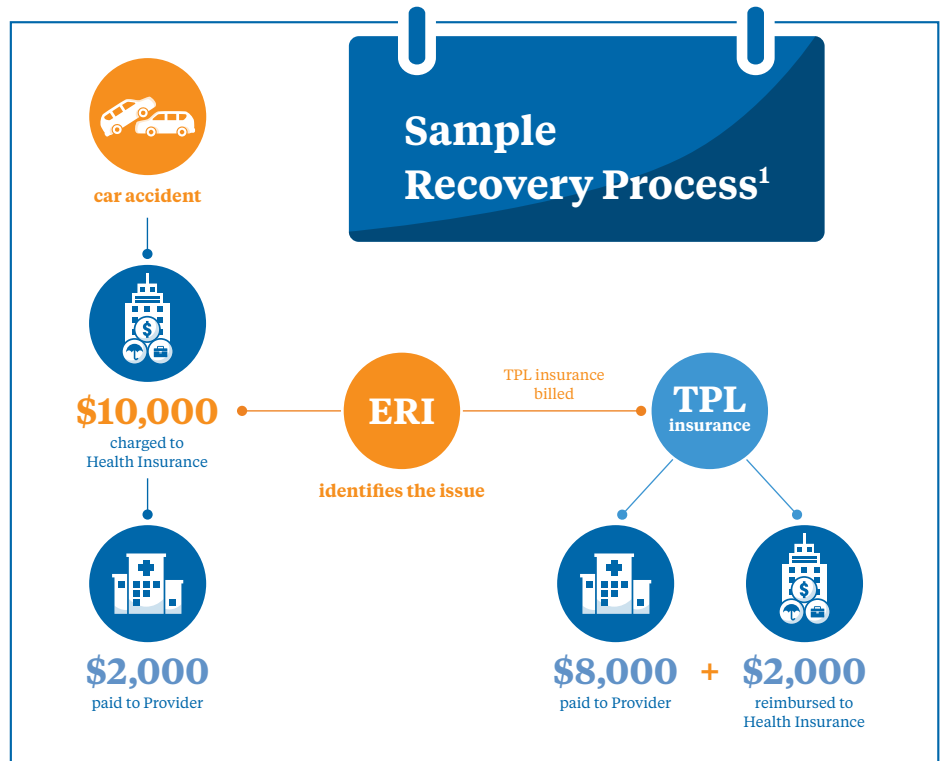 Sample
Recovery Process¹
car accident
$10,000
charged to
Health Insurance
$2,000
paid to Provider
ERI
identifies the issue
TPL insurance
billed
TPL
insurance
$8,000
paid to Provider
+
$2,000
reimbursed to
Health Insurance